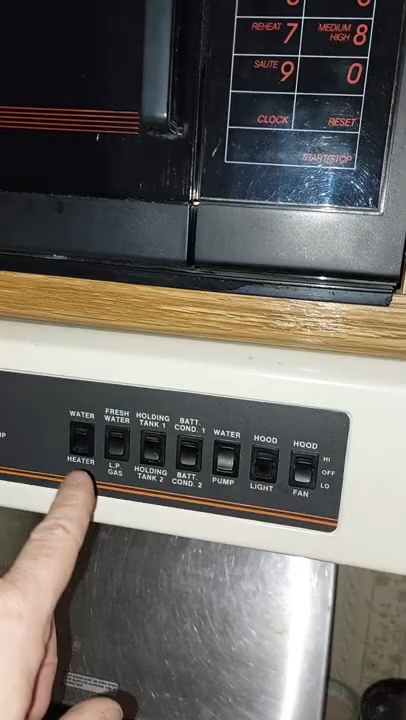 REHEAT 7
MEDIUM HIGH 8
SAUTE 9
0
CLOCK
RESET
START/STOP
WATER
HEATER
FRESH WATER
L.P. GAS
HOLDING TANK 1
HOLDING TANK 2
BATT. COND. 1
BATT. COND. 2
WATER
PUMP
HOOD
LIGHT
HOOD
HI
OFF
LO
FAN